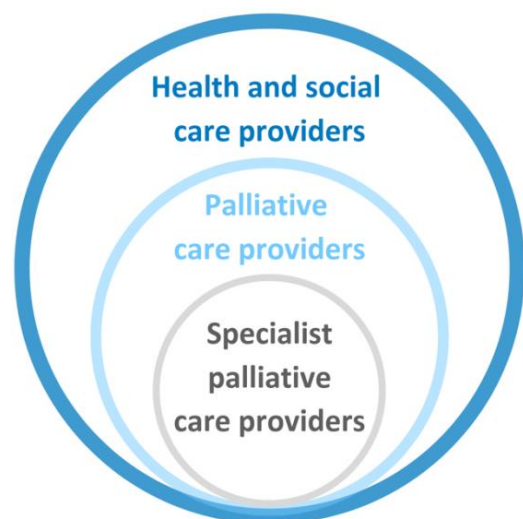 Health and social
care providers
Palliative
care providers
Specialist
palliative
care providers